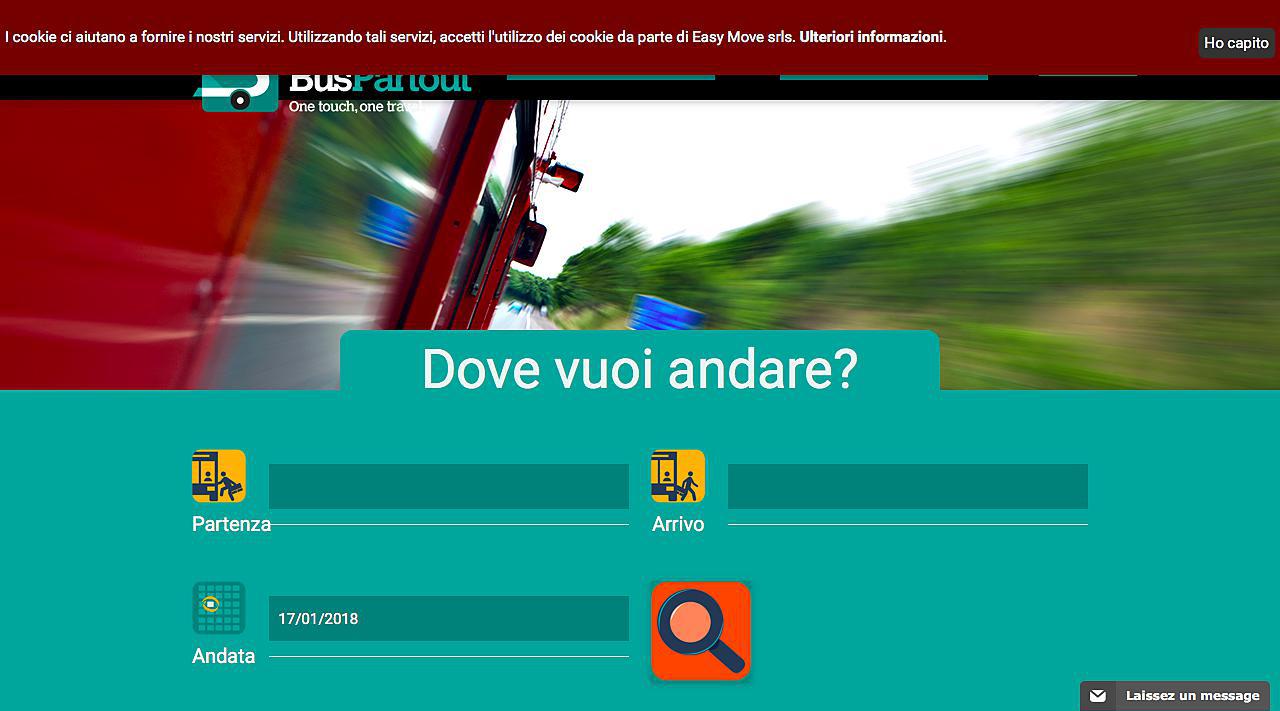 I cookie ci aiutano a fornire i nostri servizi. Utilizzando tali servizi, accetti l'utilizzo dei cookie da parte di Easy Move srls. Ulteriori informazioni.
Ho capito
BusPartout
One touch, one travel
Dove vuoi andare?
Partenza
Arrivo
17/01/2018
Andata
Laissez un message